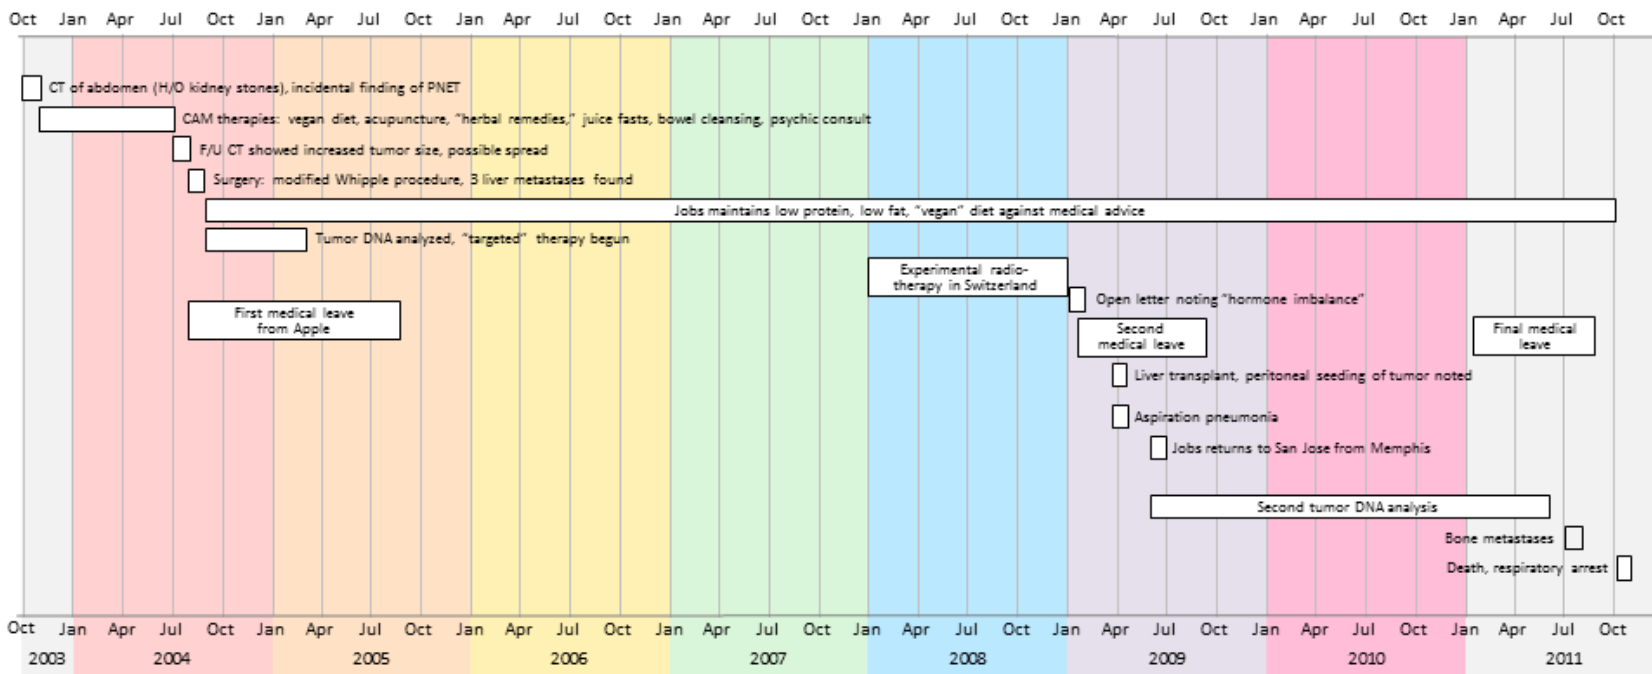 Oct Jan Apr Jul Oct Jan Apr Jul Oct Jan Apr Jul Oct Jan Apr Jul Oct Jan Apr Jul Oct Jan Apr Jul Oct Jan Apr Jul Oct Jan Apr Jul Oct
CT of abdomen (H/O kidney stones), incidental finding of PNET
CAM therapies: vegan diet, acupuncture, “herbal remedies,” juice fasts, bowel cleansing, psychic consult
F/U CT showed increased tumor size, possible spread
Surgery: modified Whipple procedure, 3 liver metastases found
Jobs maintains low protein, low fat, “vegan” diet against medical advice
Tumor DNA analyzed, “targeted” therapy begun
Experimental radio-
therapy in Switzerland
Open letter noting “hormone imbalance”
First medical leave
from Apple
Second
medical leave
Final medical
leave
Liver transplant, peritoneal seeding of tumor noted
Aspiration pneumonia
Jobs returns to San Jose from Memphis
Second tumor DNA analysis
Bone metastases
Death, respiratory arrest
Oct Jan Apr Jul Oct Jan Apr Jul Oct Jan Apr Jul Oct Jan Apr Jul Oct Jan Apr Jul Oct Jan Apr Jul Oct Jan Apr Jul Oct Jan Apr Jul Oct
2003 2004 2005 2006 2007 2008 2009 2010 2011